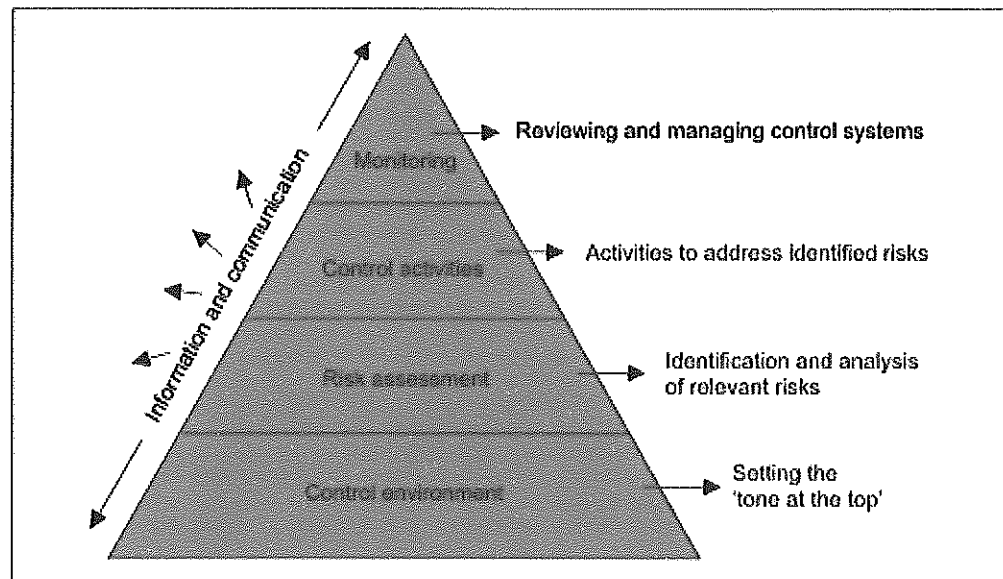 Information and communication
Monitoring
Reviewing and managing control systems
Control activities
Activities to address identified risks
Risk assessment
Identification and analysis
of relevant risks
Control environment
Setting the
'tone at the top'